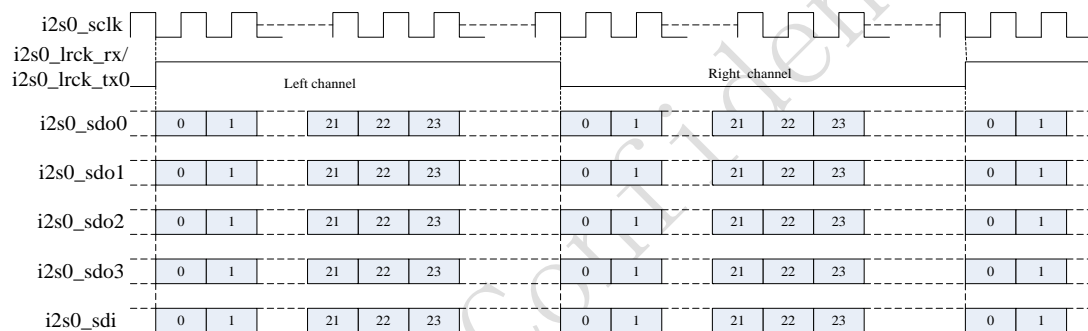 i2s0_sclk
i2s0_lrck_rx/
i2s0_lrck_tx0 Left channel Right channel
i2s0_sdo0 0 1 21 22 23 0 1 21 22 23 0 1
i2s0_sdo1 0 1 21 22 23 0 1 21 22 23 0 1
i2s0_sdo2 0 1 21 22 23 0 1 21 22 23 0 1
i2s0_sdo3 0 1 21 22 23 0 1 21 22 23 0 1
i2s0_sdi 0 1 21 22 23 0 1 21 22 23 0 1
Confiden